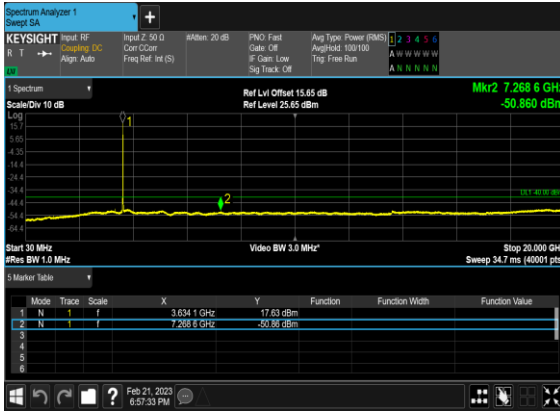 Spectrum Analyzer 1
Swept SA
+
KEYSIGHT Input: RF Input Z: 50 Ω #Atten: 20 dB PNO: Fast Avg Type: Power (RMS) 1 2 3 4 5 6
R T Coupling: DC Corr CCorr Gate: Off Avg|Hold: 100/100 A W W W W W
Align: Auto Freq Ref: Int (S) IF Gain: Low Trig: Free Run
Sig Track: Off A N N N N N
1 Spectrum Ref Lvl Offset 15.65 dB Mkr2 7.268 6 GHz
Scale/Div 10 dB Ref Level 25.65 dBm -50.860 dBm
Log
15.7
5.65
-4.35
-14.4
-24.4
-34.4
-44.4
-54.4
-64.4
1
2
DL1 -40.00 dBm
Start 30 MHz Video BW 3.0 MHz* Stop 20.000 GHz
#Res BW 1.0 MHz Sweep 34.7 ms (40001 pts)
5 Marker Table
Mode Trace Scale X Y Function Function Width Function Value
1 N 1 f 3.634 1 GHz 17.63 dBm
2 N 1 f 7.268 6 GHz -50.86 dBm
3
4
5
6
? Feb 21, 2023
6:57:33 PM